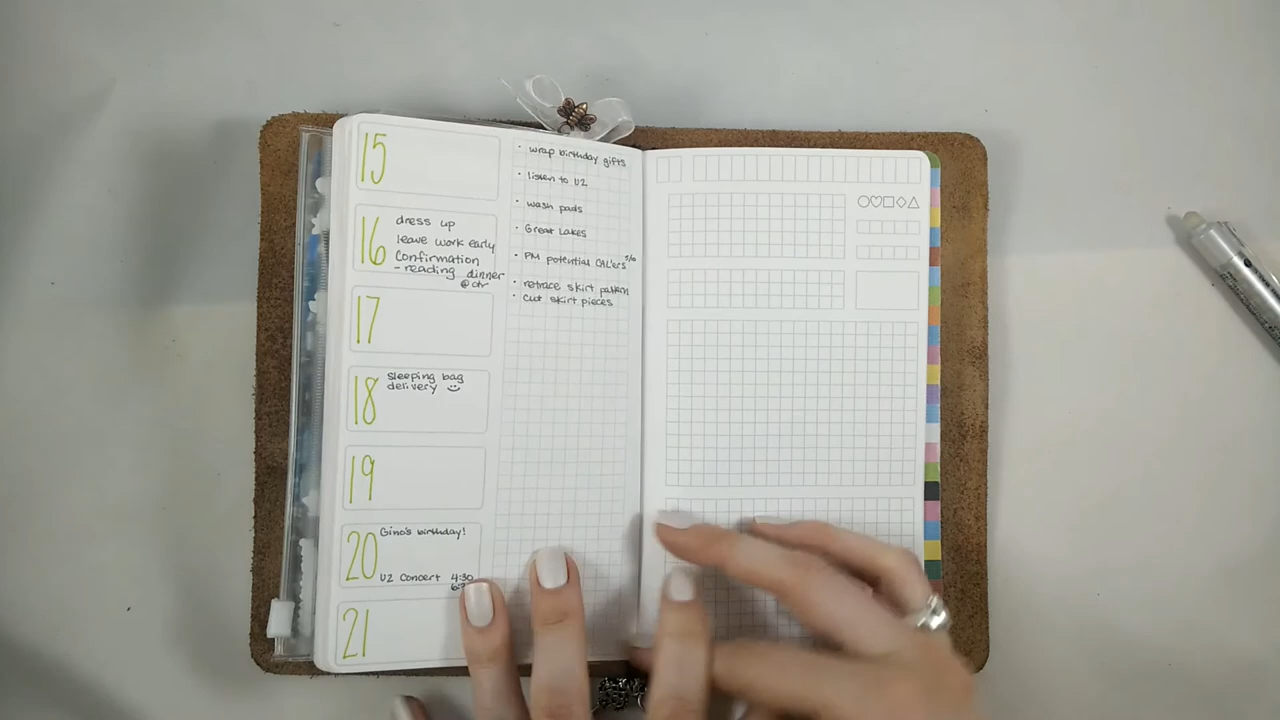 15
16
dress up
leave work early
Confirmation
- reading dinner
17
18
sleeping bag
delivery
19
20
Gino's birthday!
U2 Concert 4:30
21
· wrap birthday gifts
· listen to U2
· wash pads
· Great Lakes
· PM potential CAL'ers
· retrace skirt pattern
· cut skirt pieces